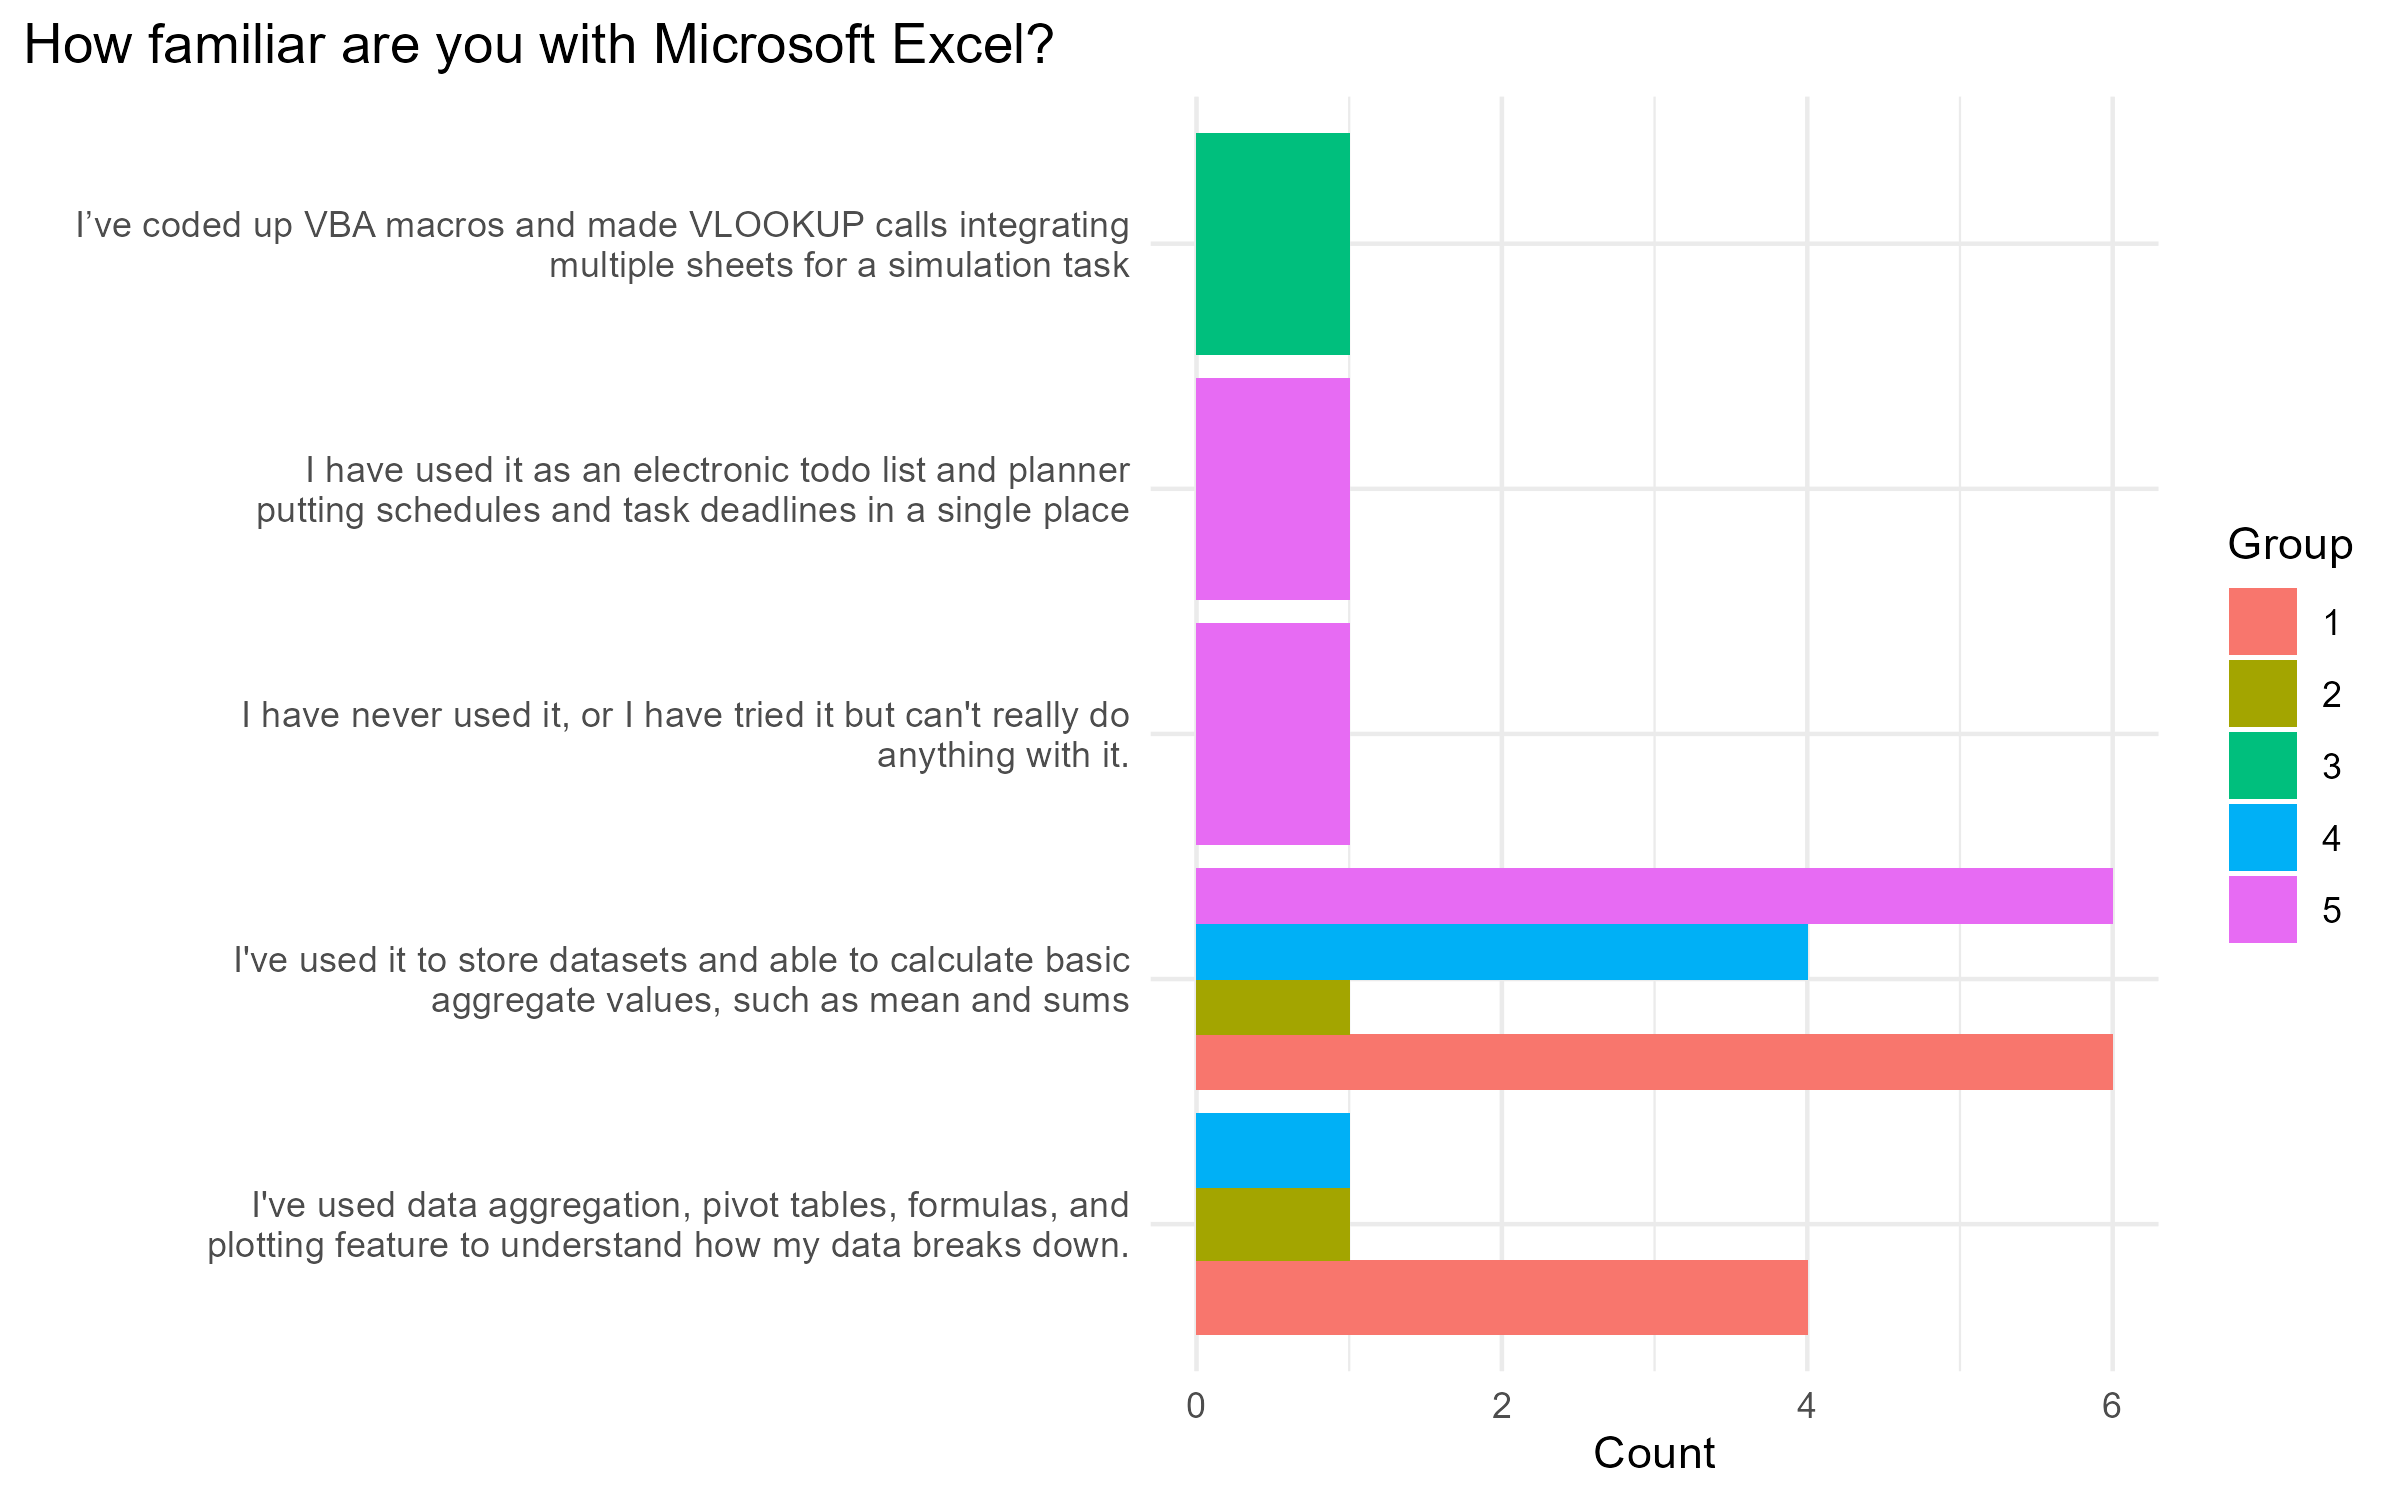 How familiar are you with Microsoft Excel?
I’ve coded up VBA macros and made VLOOKUP calls integrating
multiple sheets for a simulation task
I have used it as an electronic todo list and planner
putting schedules and task deadlines in a single place
I have never used it, or I have tried it but can't really do
anything with it.
I've used it to store datasets and able to calculate basic
aggregate values, such as mean and sums
I've used data aggregation, pivot tables, formulas, and
plotting feature to understand how my data breaks down.
0 2 4 6
Count
Group
1
2
3
4
5